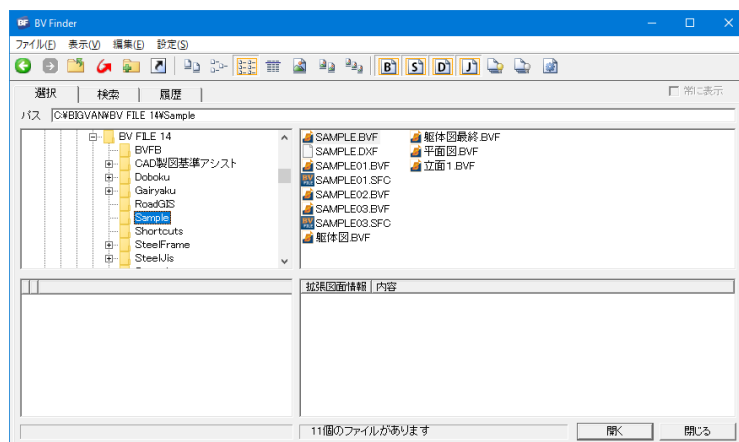 BV Finder
ファイル(F) 表示(V) 編集(E) 設定(S)
B S D J
選択 検索 履歴 常に表示
パス C:¥BIGVAN¥BV FILE 14¥Sample
BV FILE 14
BVFB
CAD製図基準アシスト
Doboku
Gairyaku
RoadGIS
Sample
Shortcuts
SteelFrame
SteelJis
SAMPLE.BVF
SAMPLE.DXF
SAMPLE01.BVF
SAMPLE01.SFC
SAMPLE02.BVF
SAMPLE03.BVF
SAMPLE03.SFC
躯体図.BVF
躯体図最終.BVF
平面図.BVF
立面1.BVF
拡張図面情報 内容
11個のファイルがあります 開く 閉じる